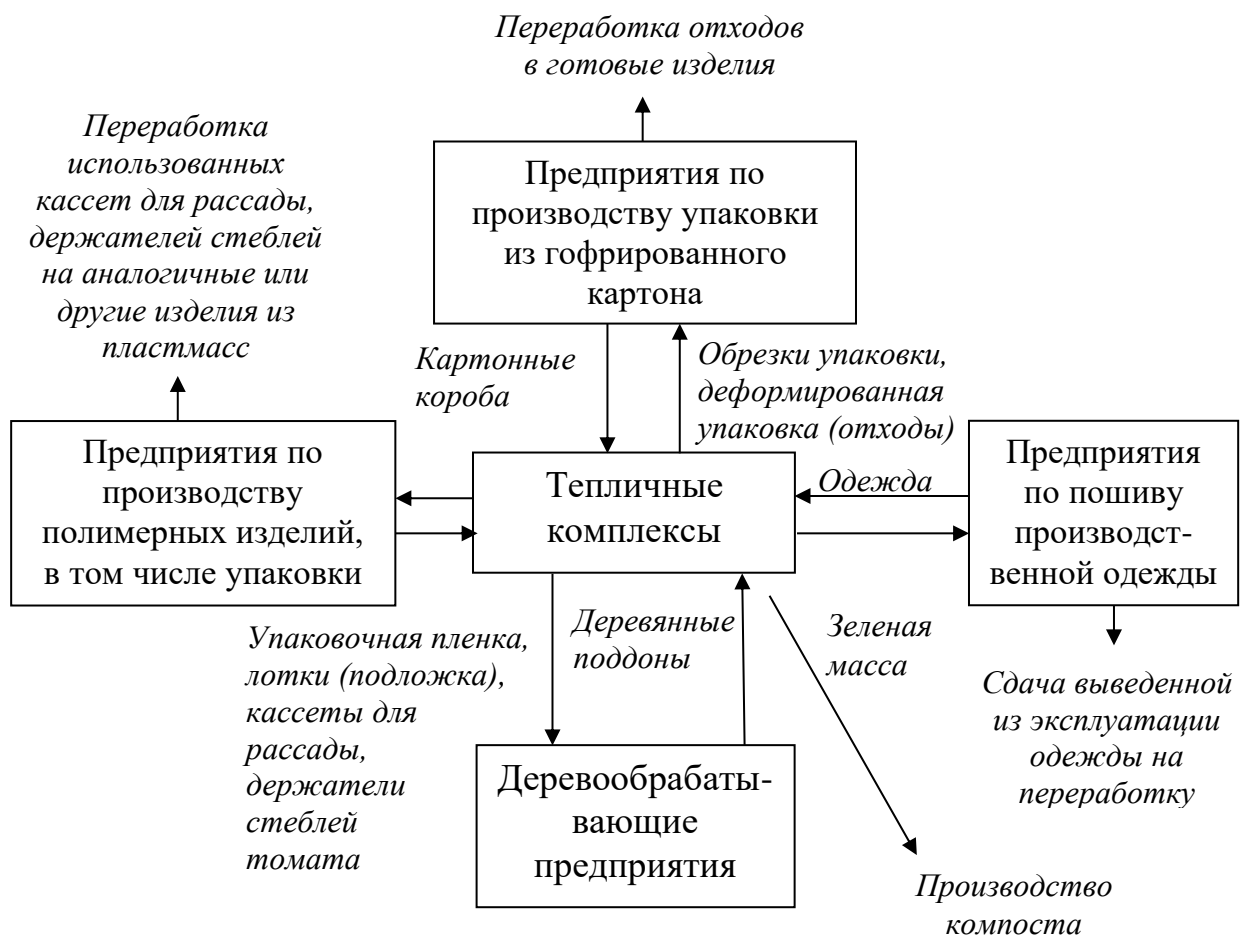 Переработка отходов
в готовые изделия
Переработка
использованных
кассет для рассады,
держателей стеблей
на аналогичные или
другие изделия из
пластмасс
Предприятия по
производству упаковки
из гофрированного
картона
Картонные
короба
Обрезки упаковки,
деформированная
упаковка (отходы)
Предприятия по
производству
полимерных изделий,
в том числе упаковки
Тепличные
комплексы
Одежда
Предприятия
по пошиву
производст-
венной одежды
Упаковочная пленка,
лотки (подложка),
кассеты для
рассады,
держатели
стеблей
томата
Деревянные
поддоны
Зеленая
масса
Сдача выведенной
из эксплуатации
одежды на
переработку
Деревообрабаты-
вающие
предприятия
Производство
компоста